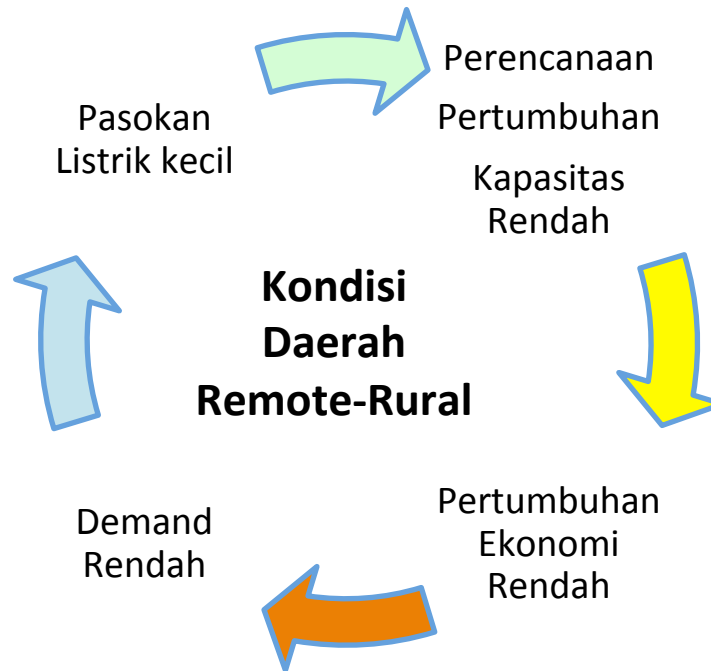 Pasokan
Listrik kecil
Perencanaan
Pertumbuhan
Kapasitas
Rendah
Kondisi
Daerah
Remote-Rural
Pertumbuhan
Ekonomi
Rendah
Demand
Rendah